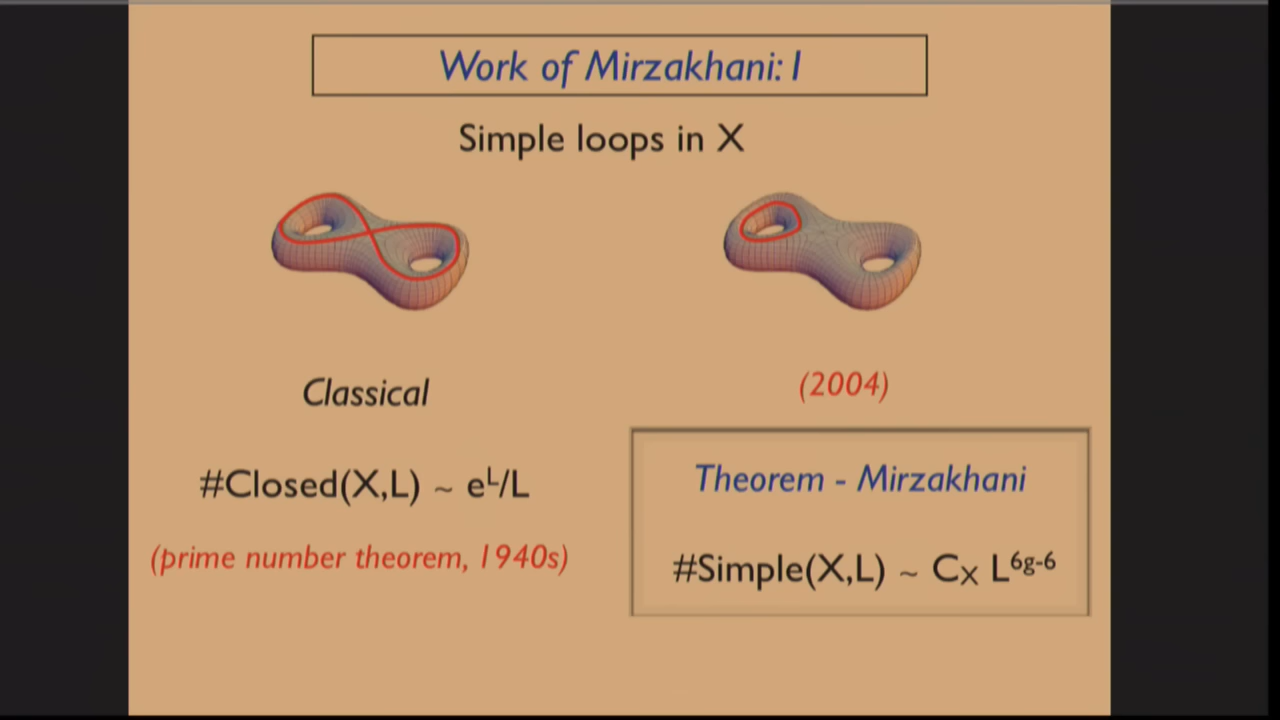 Work of Mirzakhani: I
Simple loops in X
Classical
(2004)
#Closed(X,L) ~ eᴸ/L
(prime number theorem, 1940s)
Theorem - Mirzakhani
#Simple(X,L) ~ Cₓ L⁶ᵍ⁻⁶